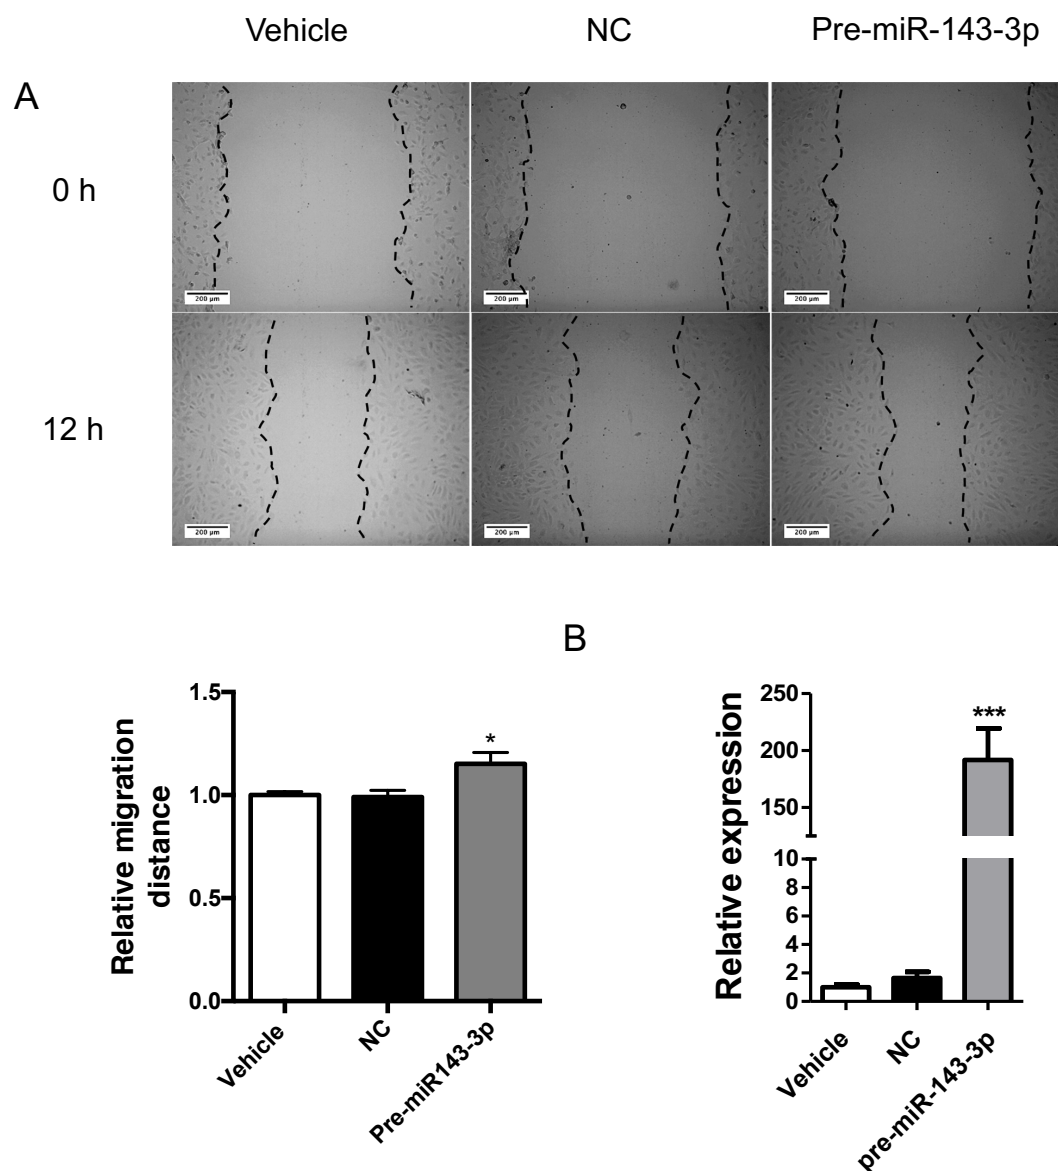 Vehicle NC Pre-miR-143-3p
A
0 h
200 µm 200 µm 200 µm
12 h
200 µm 200 µm 200 µm
B
Relative migration
distance
1.5
1.0
0.5
0.0
*
Vehicle
NC
Pre-miR143-3p
Relative expression
250
200
150
10
8
6
4
2
0
***
Vehicle
NC
pre-miR-143-3p